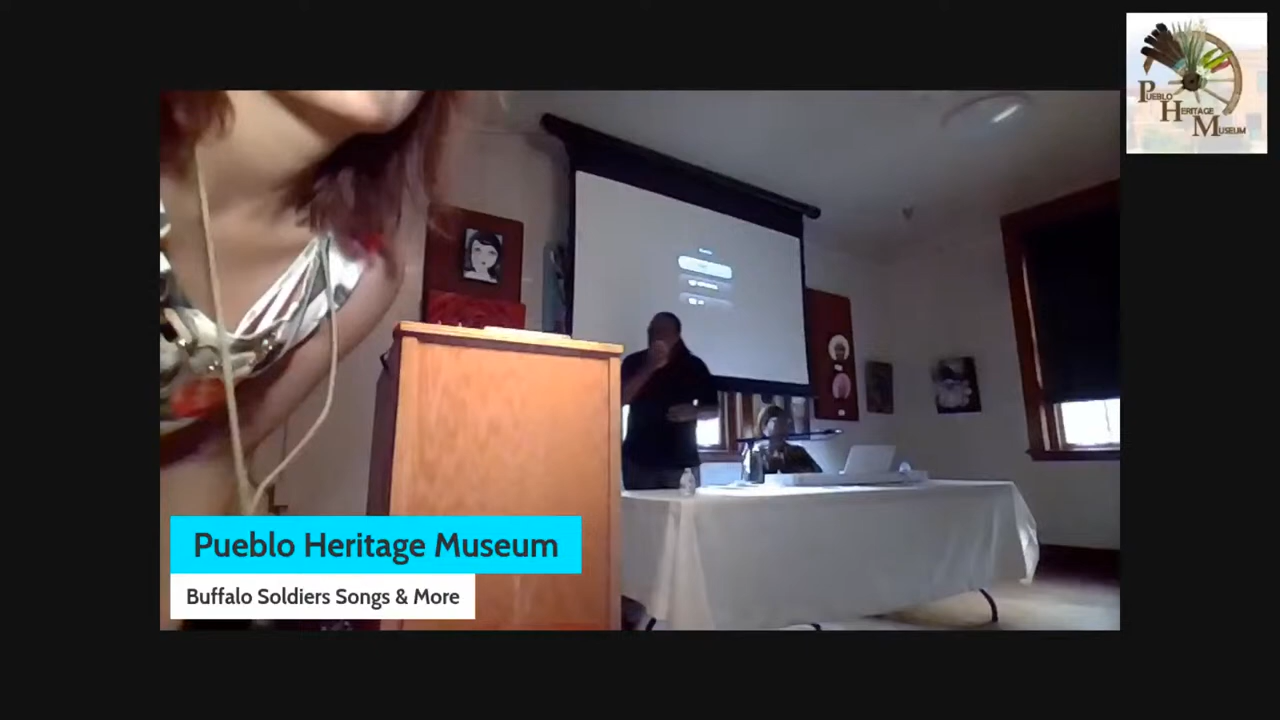 Pueblo
Heritage
Museum
Pueblo Heritage Museum
Buffalo Soldiers Songs & More